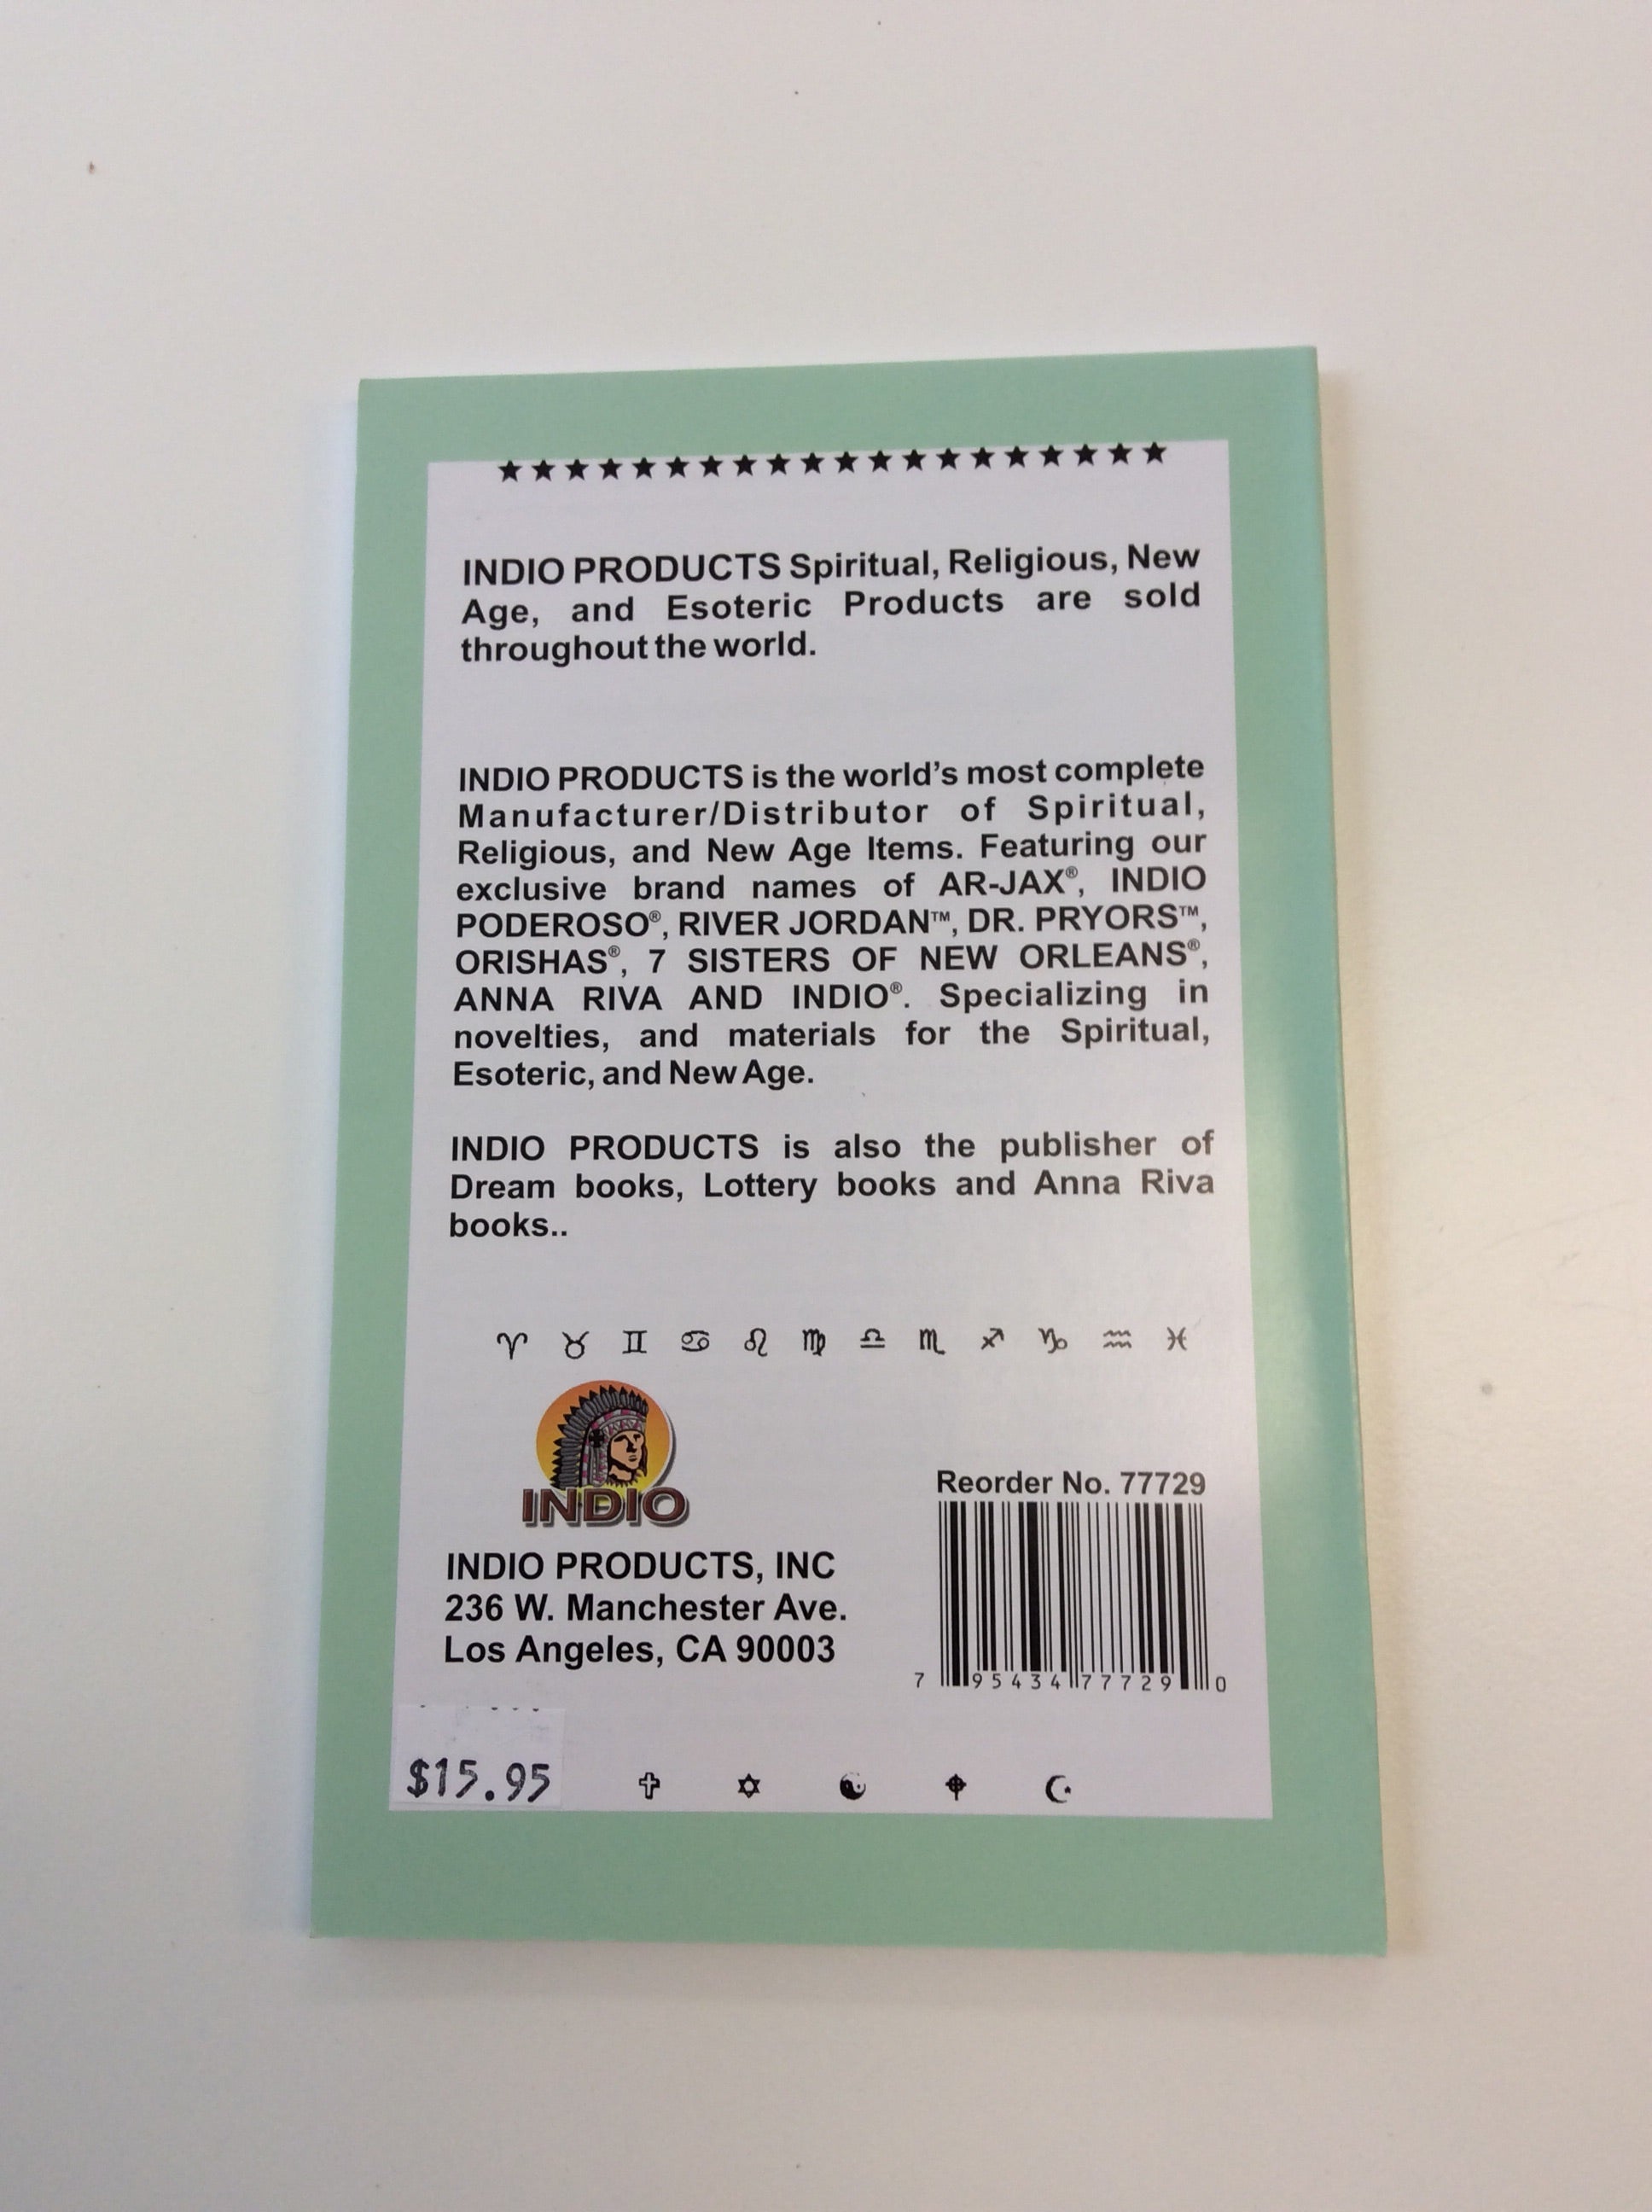 INDIO PRODUCTS Spiritual, Religious, New
Age, and Esoteric Products are sold
throughout the world.
INDIO PRODUCTS is the world's most complete
Manufacturer/Distributor of Spiritual,
Religious, and New Age Items. Featuring our
exclusive brand names of AR-JAX®, INDIO
PODEROSO®, RIVER JORDAN™, DR. PRYORS™,
ORISHAS®, 7 SISTERS OF NEW ORLEANS®,
ANNA RIVA AND INDIO®. Specializing in
novelties, and materials for the Spiritual,
Esoteric, and New Age.
INDIO PRODUCTS is also the publisher of
Dream books, Lottery books and Anna Riva
books..
♈ ♉ ♊ ♋ ♌ ♍ ♎ ♏ ♐ ♑ ♒ ♓
INDIO
INDIO PRODUCTS, INC
236 W. Manchester Ave.
Los Angeles, CA 90003
Reorder No. 77729
7 95434 77729 0
$15.95